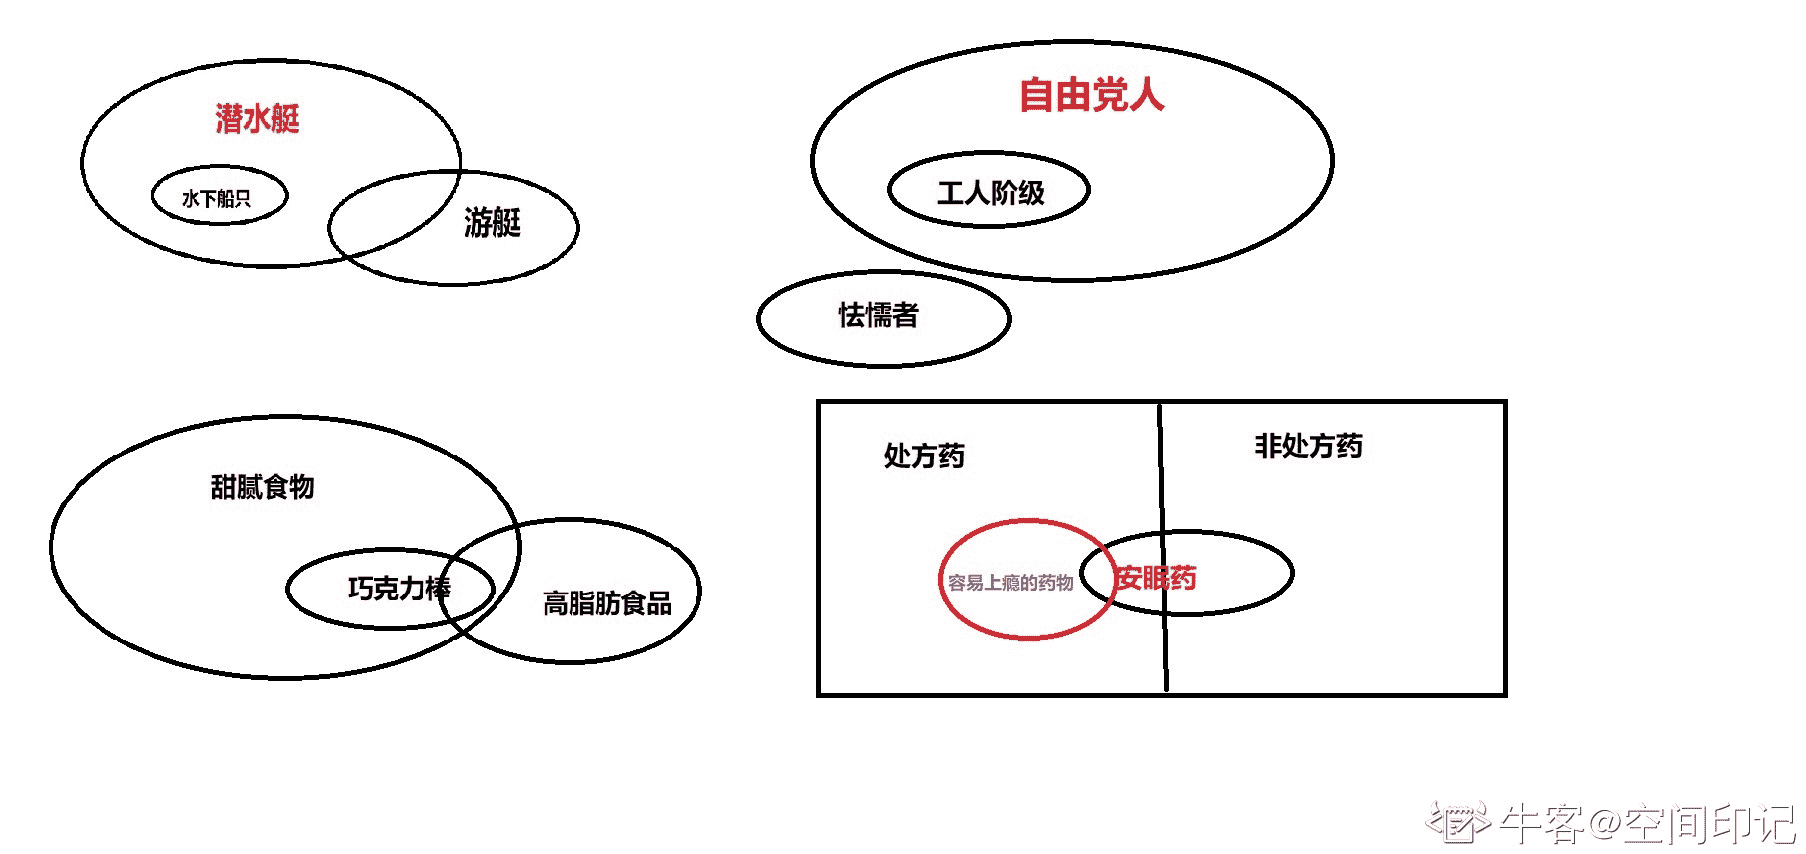 潜水艇
水下船只
游艇
自由党人
工人阶级
怯懦者
甜腻食物
巧克力棒
高脂肪食品
处方药
非处方药
容易上瘾的药物
安眠药
牛客@空间印记